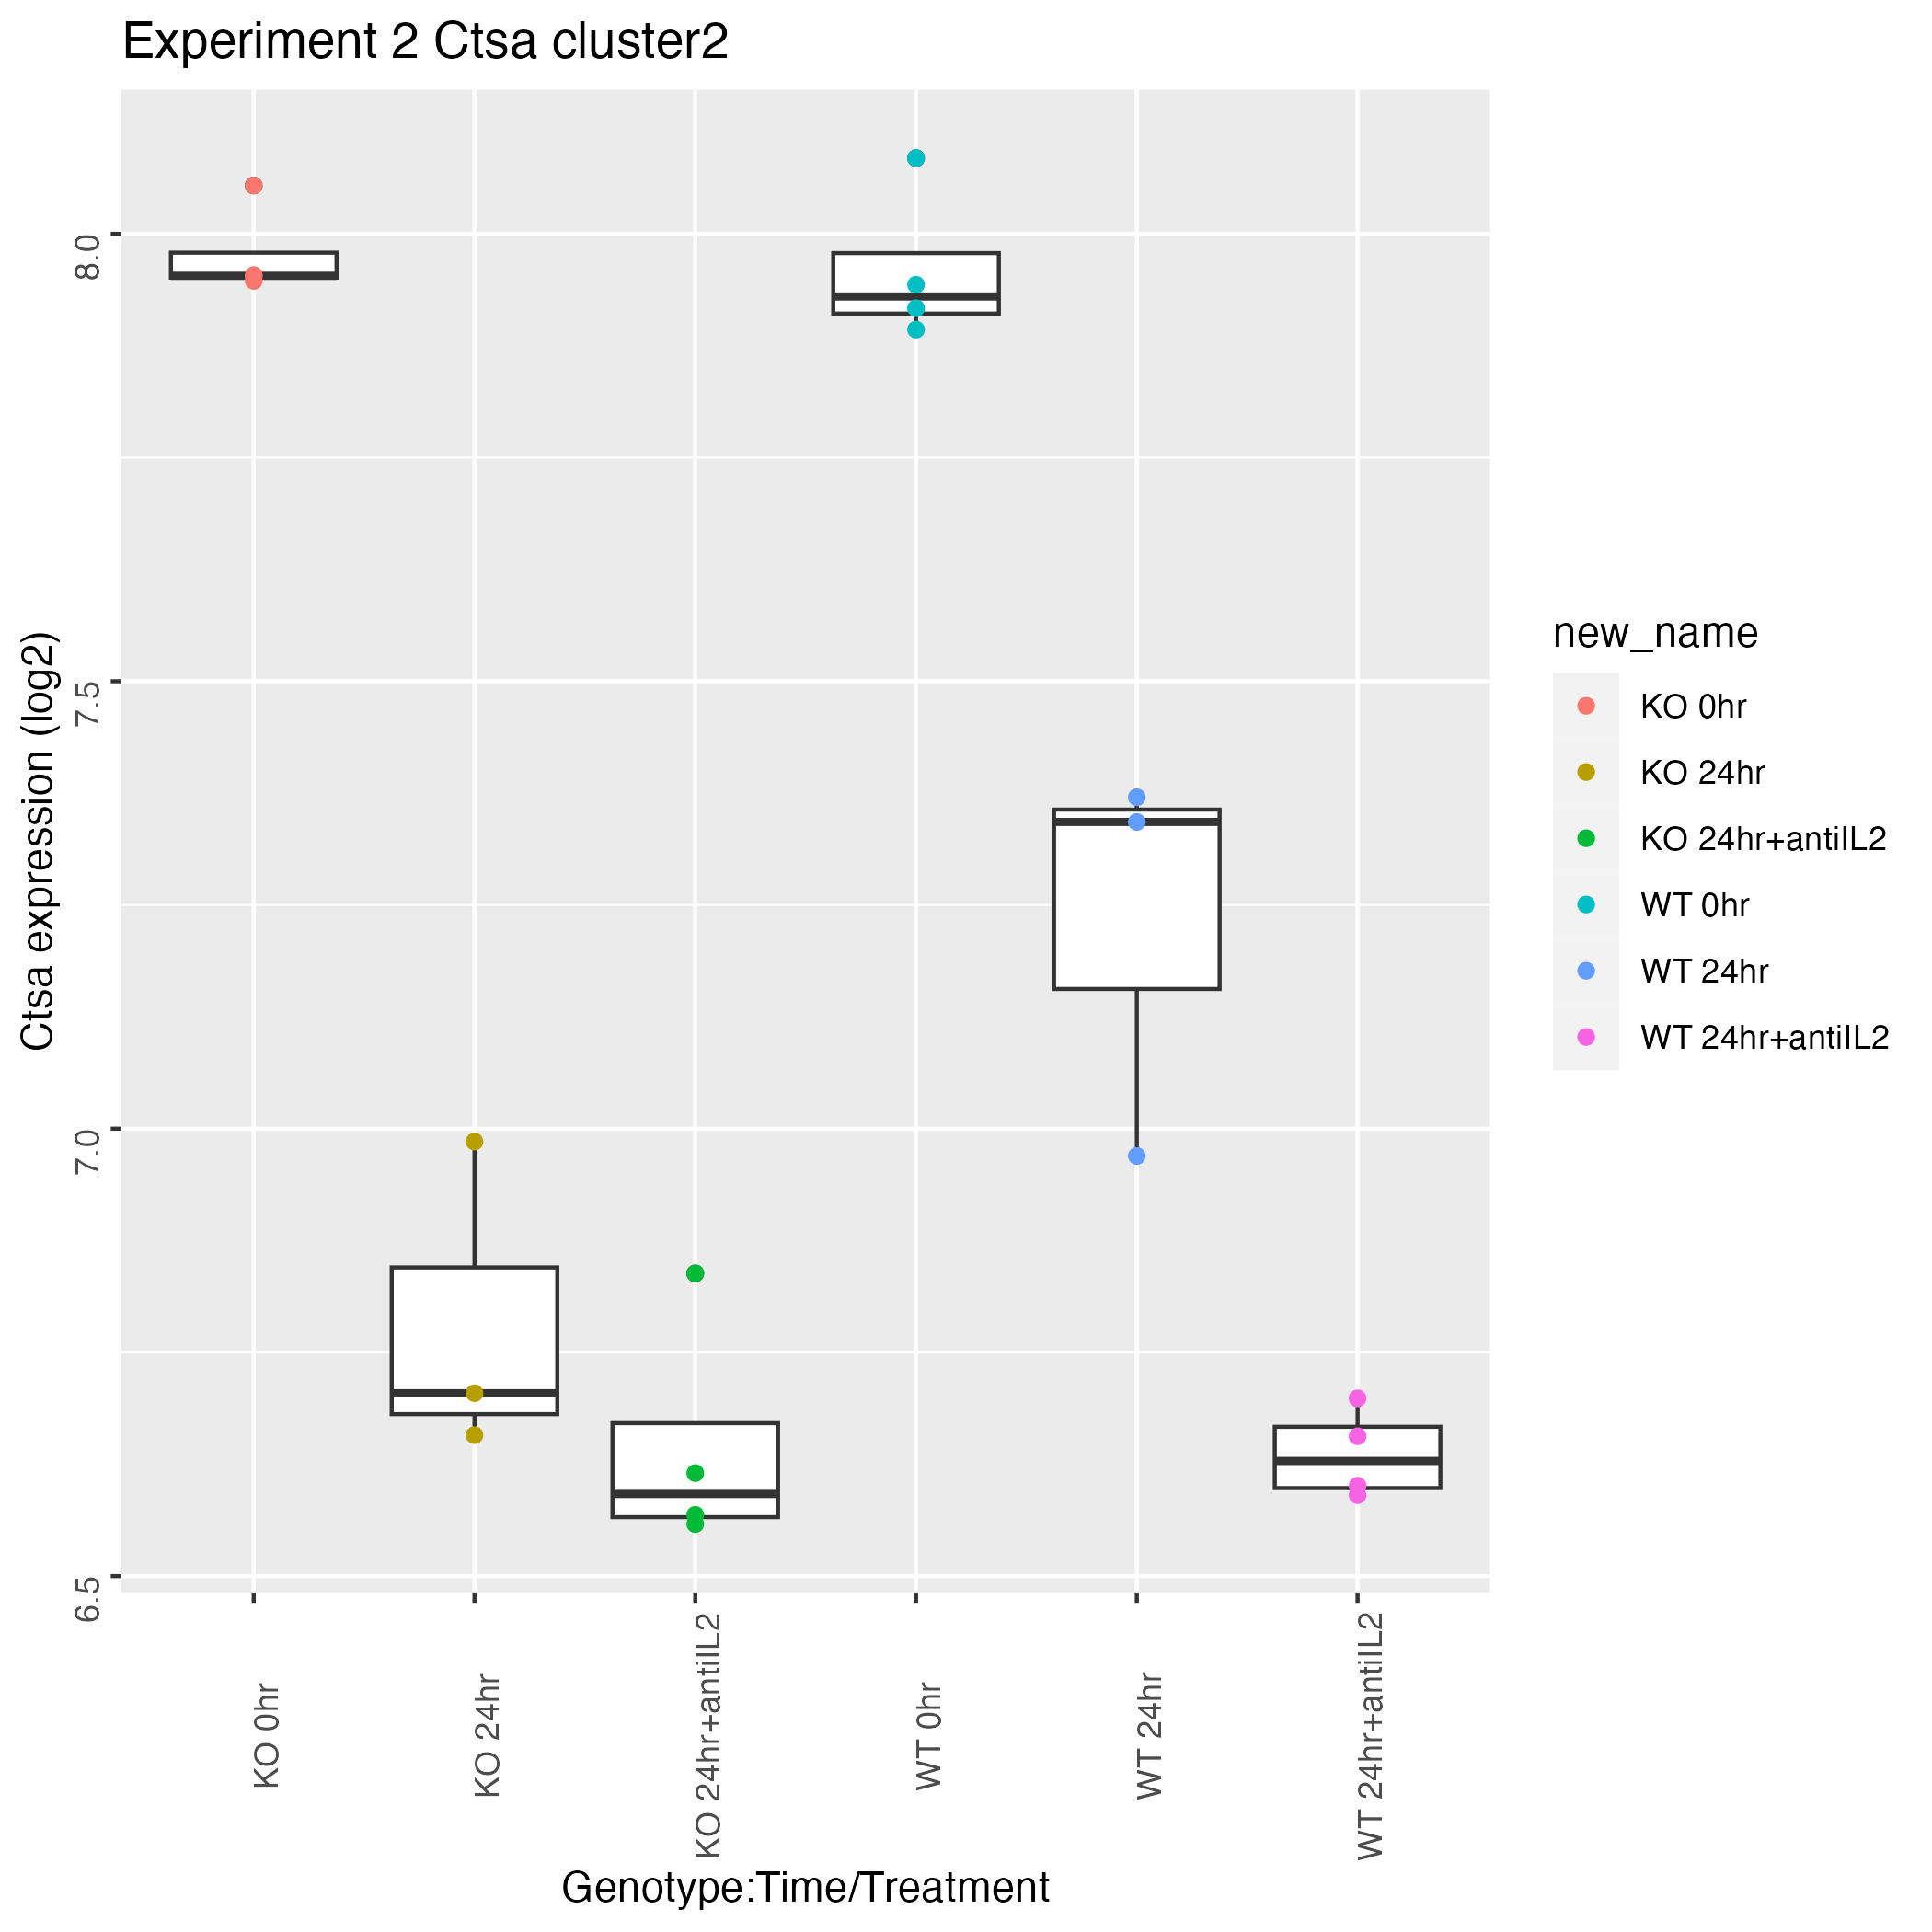 Experiment 2 Ctsa cluster2
Ctsa expression (log2)
8.0
7.5
7.0
6.5
KO 0hr
KO 24hr
KO 24hr+antiIL2
WT 0hr
WT 24hr
WT 24hr+antiIL2
Genotype:Time/Treatment
new_name
KO 0hr
KO 24hr
KO 24hr+antiIL2
WT 0hr
WT 24hr
WT 24hr+antiIL2